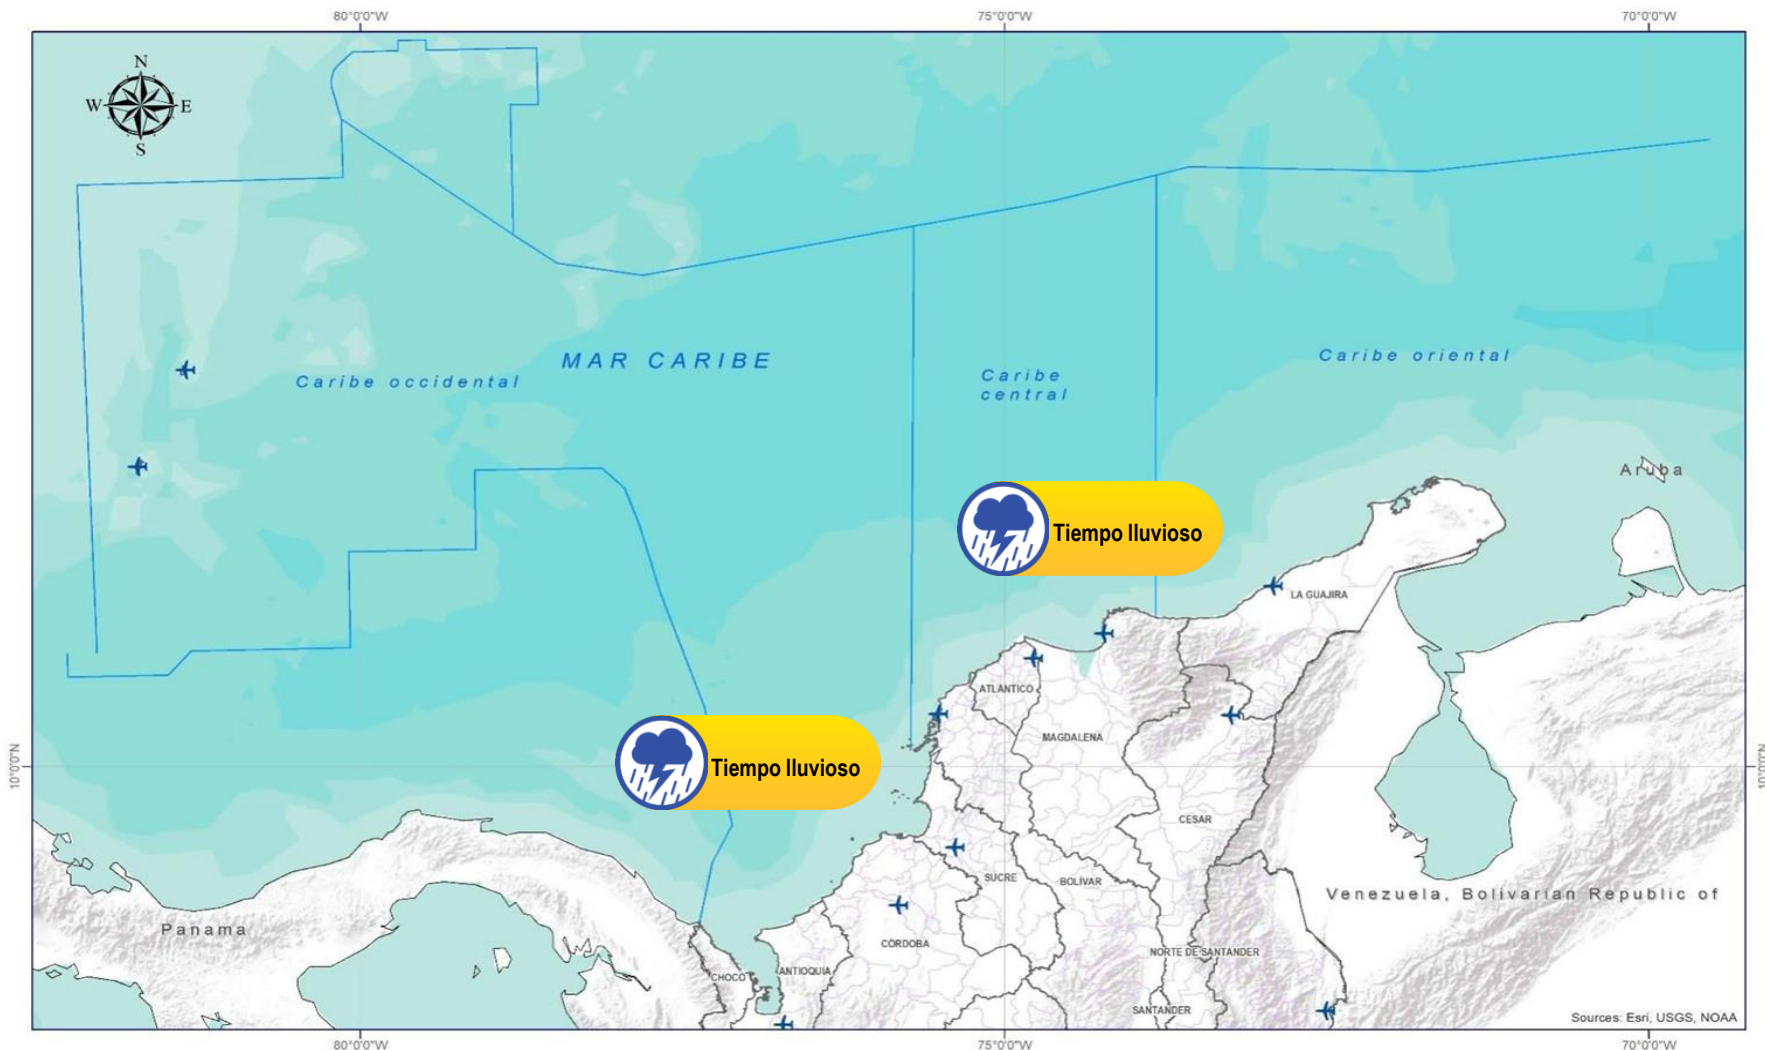 80°0'0"W
75°0'0"W
70°0'0"W
N
W
E
S
MAR CARIBE
Caribe occidental
Caribe
central
Caribe oriental
Aruba
Tiempo lluvioso
LA GUAJIRA
ATLANTICO
MAGDALENA
Tiempo lluvioso
10°0'0"N
10°0'0"N
CESAR
SUCRE
BOLÍVAR
Venezuela, Bolivarian Republic of
Panama
CÓRDOBA
NORTE DE SANTANDER
CHOCO
ANTIOQUIA
SANTANDER
Sources: Esri, USGS, NOAA
80°0'0"W
75°0'0"W
70°0'0"W